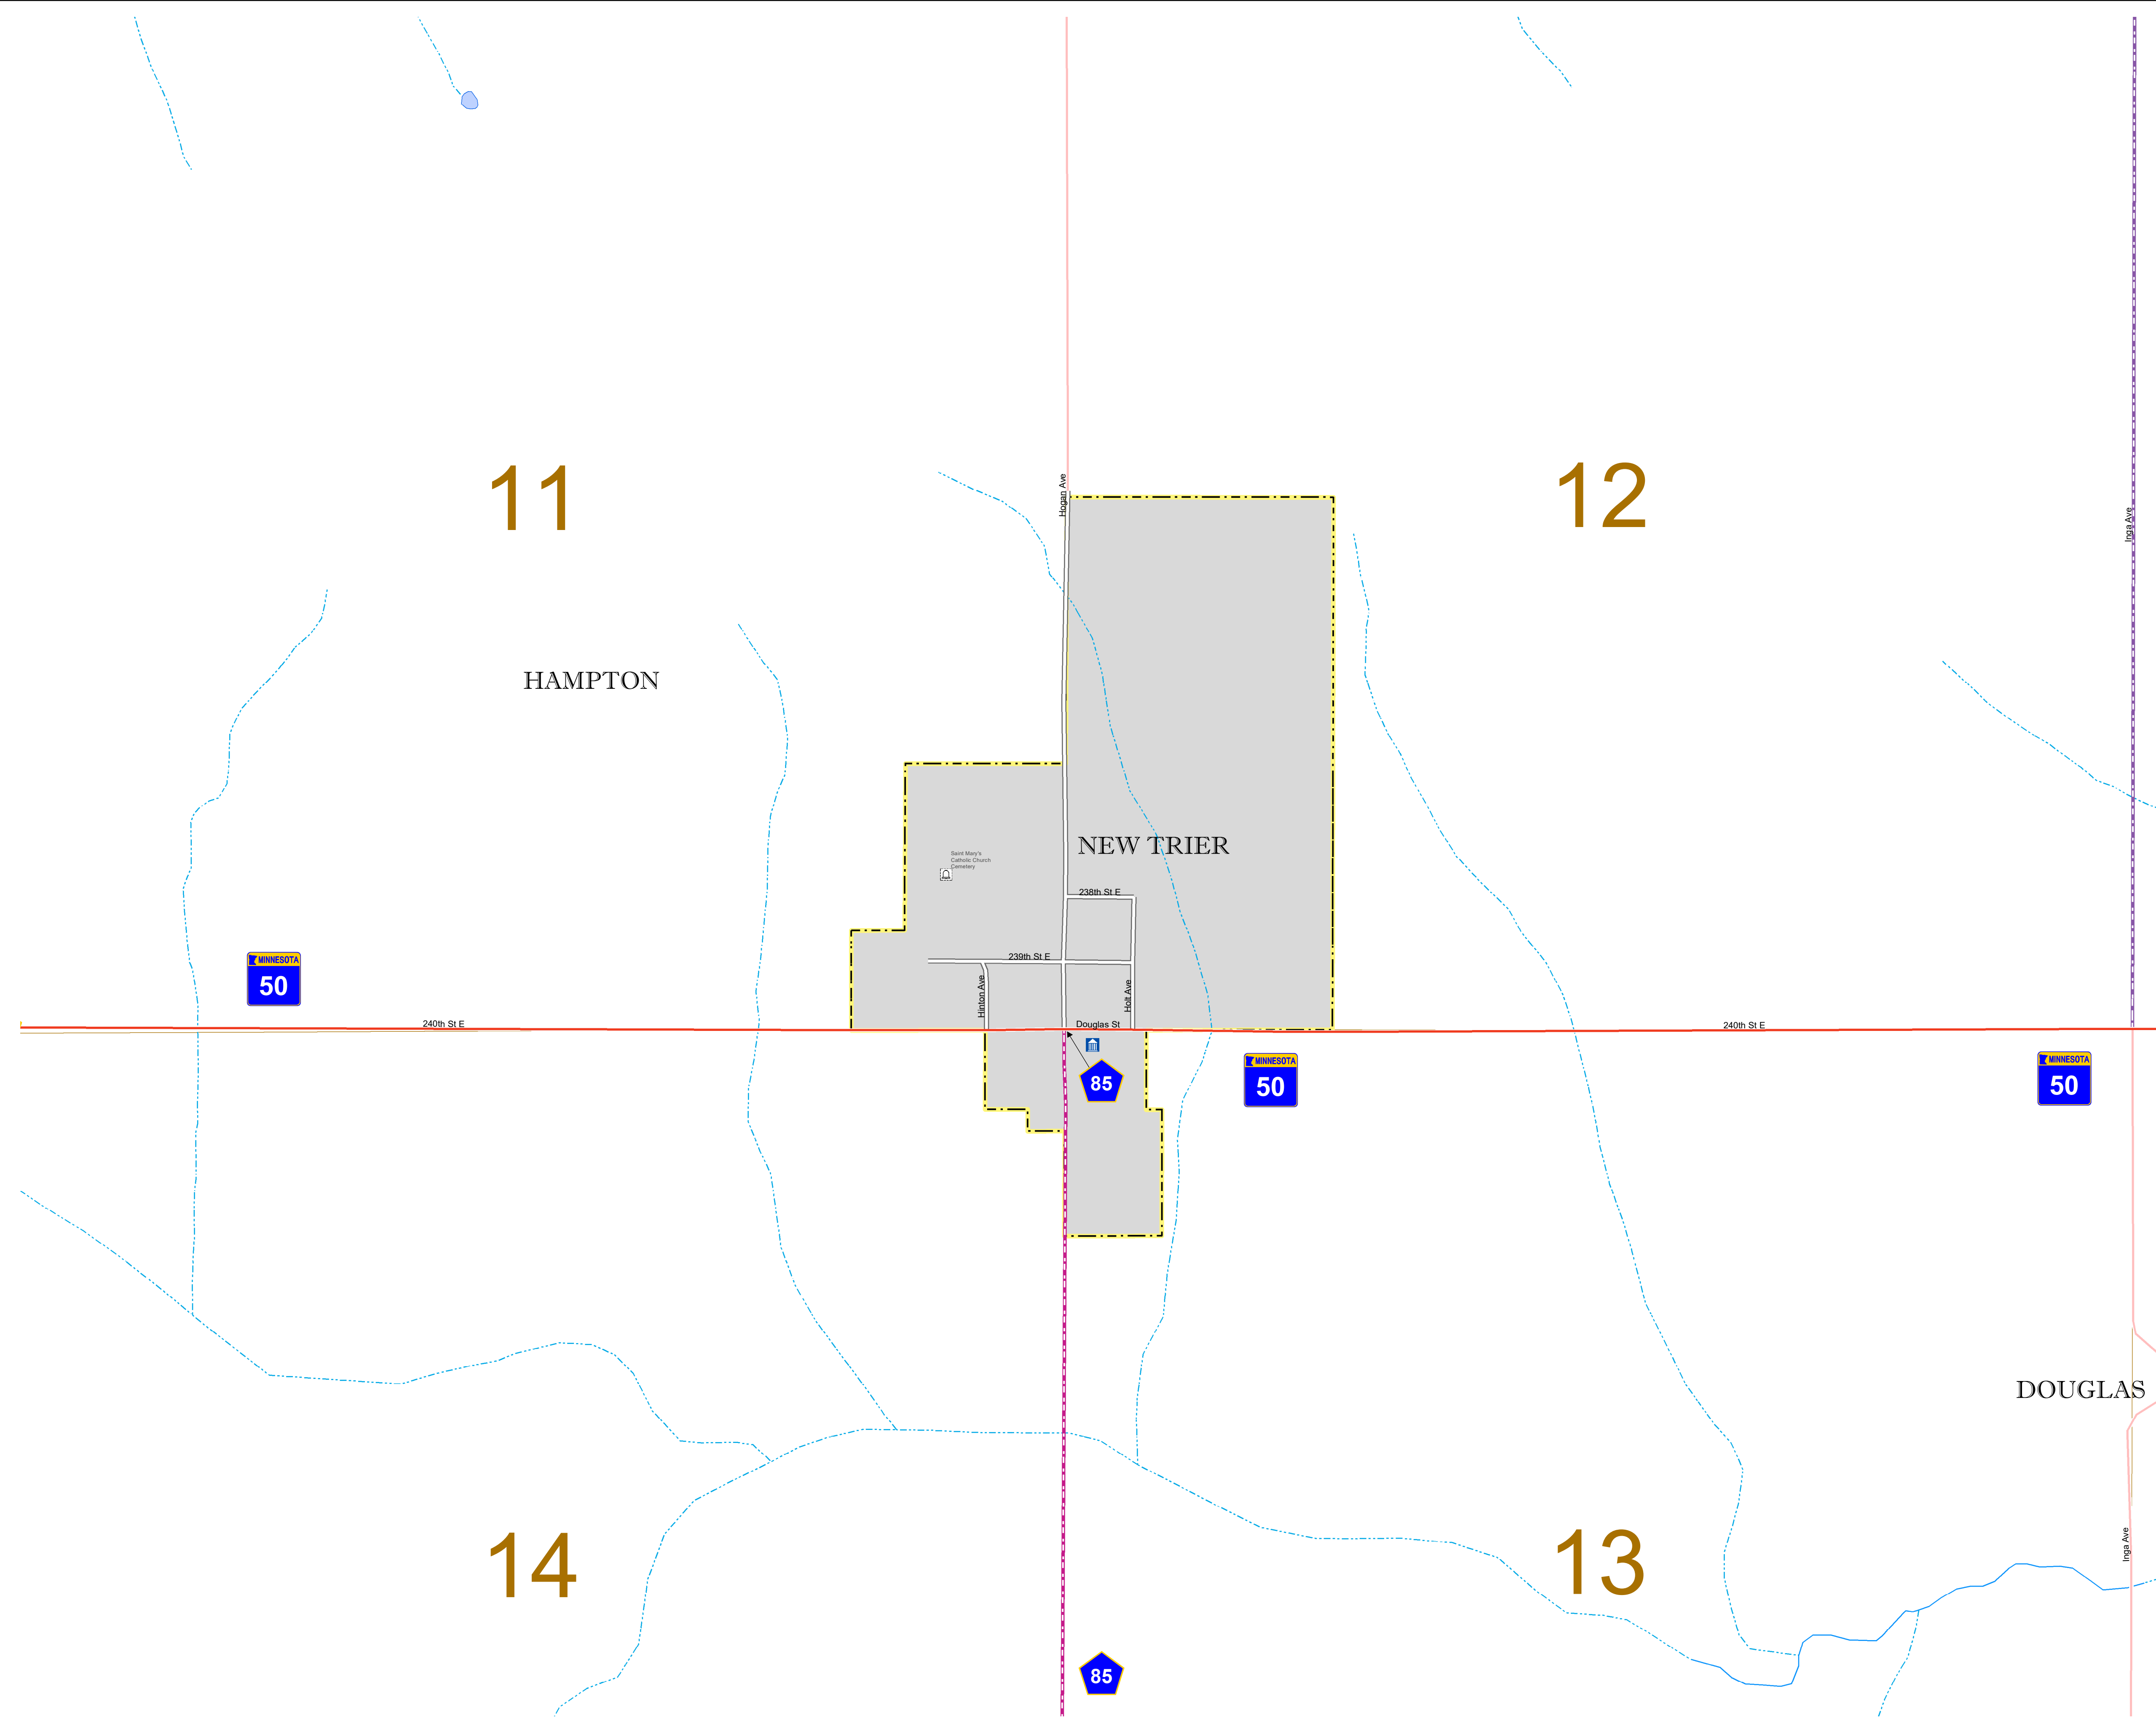 Hogan Ave
11
12
Inga Ave
HAMPTON
NEW TRIER
Saint Mary's
Catholic Church
Cemetery
238th St E
239th St E
MINNESOTA
50
Hinton Ave
Holt Ave
240th St E
Douglas St
240th St E
MINNESOTA
50
MINNESOTA
50
85
DOUGLAS
14
13
Inga Ave
85